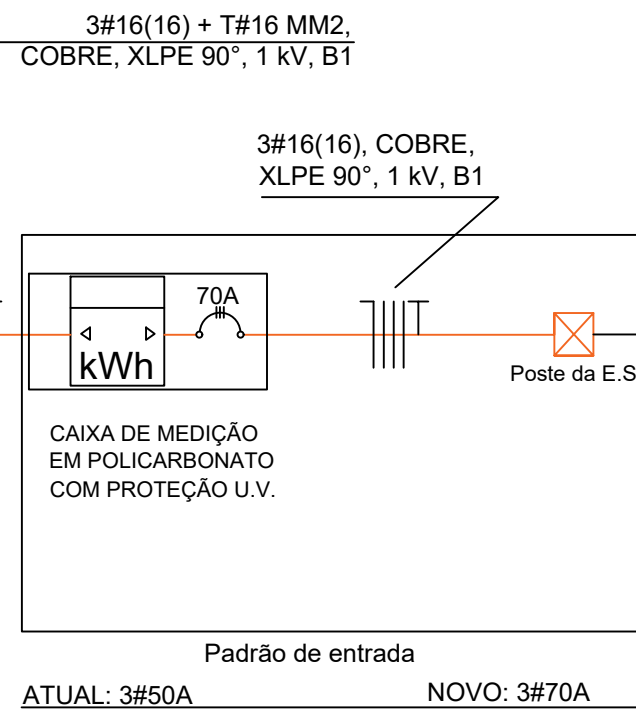 3#16(16) + T#16 MM2,
COBRE, XLPE 90°, 1 kV, B1
3#16(16), COBRE,
XLPE 90°, 1 kV, B1
70A
kWh
Poste da E.S
CAIXA DE MEDIÇÃO
EM POLICARBONATO
COM PROTEÇÃO U.V.
Padrão de entrada
ATUAL: 3#50A
NOVO: 3#70A